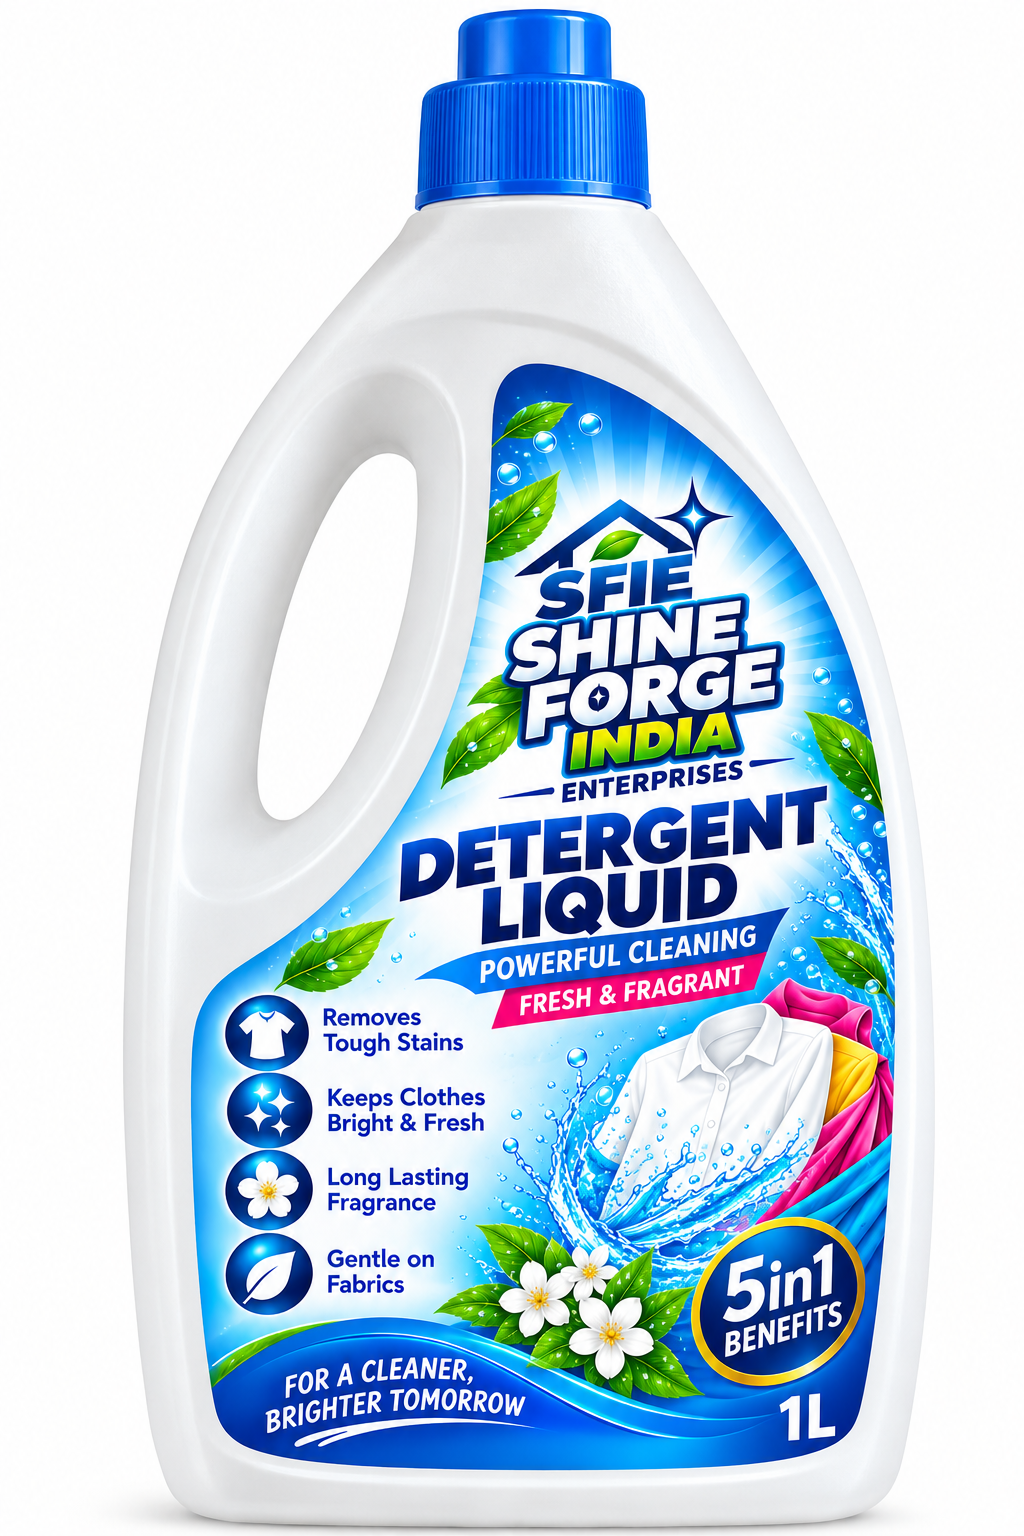 SFIE
SHINE
FORGE
INDIA
ENTERPRISES
DETERGENT
LIQUID
POWERFUL CLEANING
FRESH & FRAGRANT
Removes
Tough Stains
Keeps Clothes
Bright & Fresh
Long Lasting
Fragrance
Gentle on
Fabrics
5in1
BENEFITS
FOR A CLEANER,
BRIGHTER TOMORROW
1L